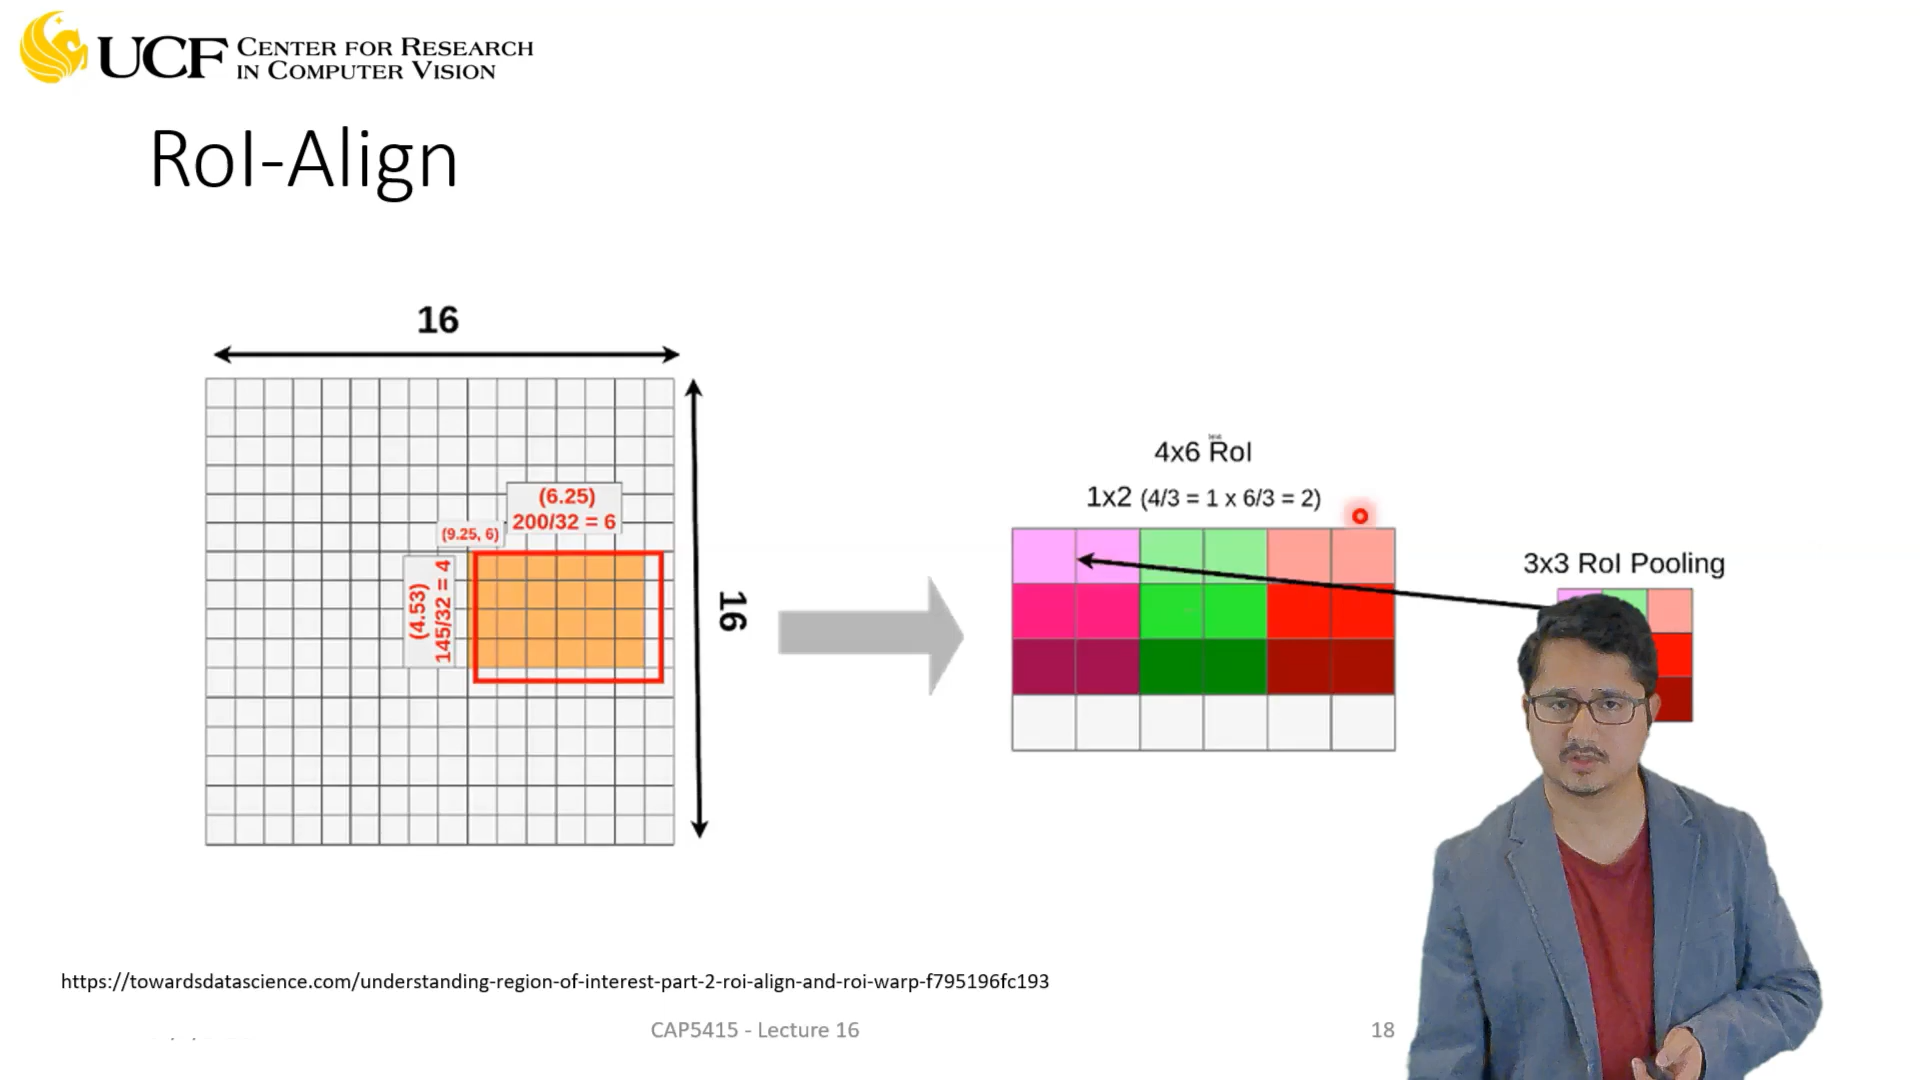 UCF CENTER FOR RESEARCH
IN COMPUTER VISION
RoI-Align
16
16
(6.25)
200/32 = 6
(9.25, 6)
(4.53)
145/32 = 4
4x6 RoI
1x2 (4/3 = 1 x 6/3 = 2)
3x3 RoI Pooling
https://towardsdatascience.com/understanding-region-of-interest-part-2-roi-align-and-roi-warp-f795196fc193
CAP5415 - Lecture 16
18